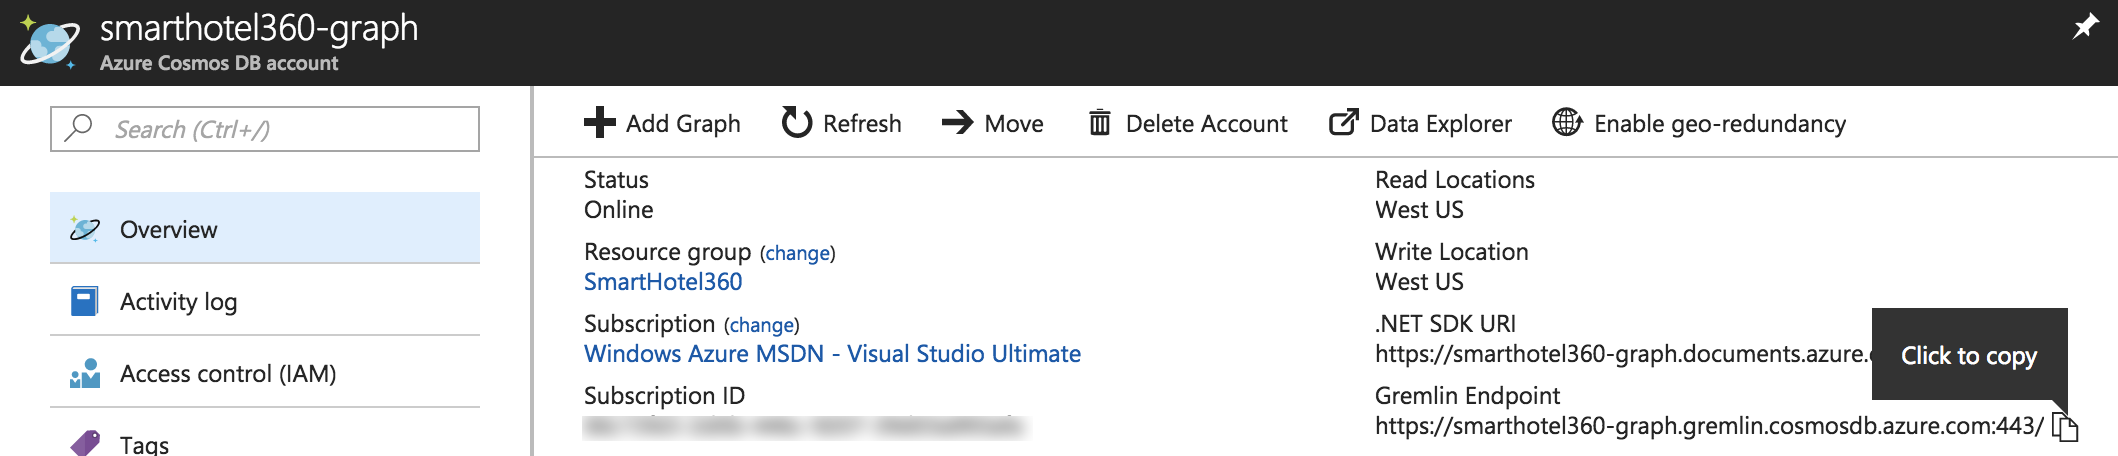 smarthotel360-graph
Azure Cosmos DB account
Search (Ctrl+/)
Overview
Activity log
Access control (IAM)
Tags
Add Graph
Refresh
Move
Delete Account
Data Explorer
Enable geo-redundancy
Status
Online
Resource group (change)
SmartHotel360
Subscription (change)
Windows Azure MSDN - Visual Studio Ultimate
Subscription ID
Read Locations
West US
Write Location
West US
.NET SDK URI
https://smarthotel360-graph.documents.azure.
Click to copy
Gremlin Endpoint
https://smarthotel360-graph.gremlin.cosmosdb.azure.com:443/